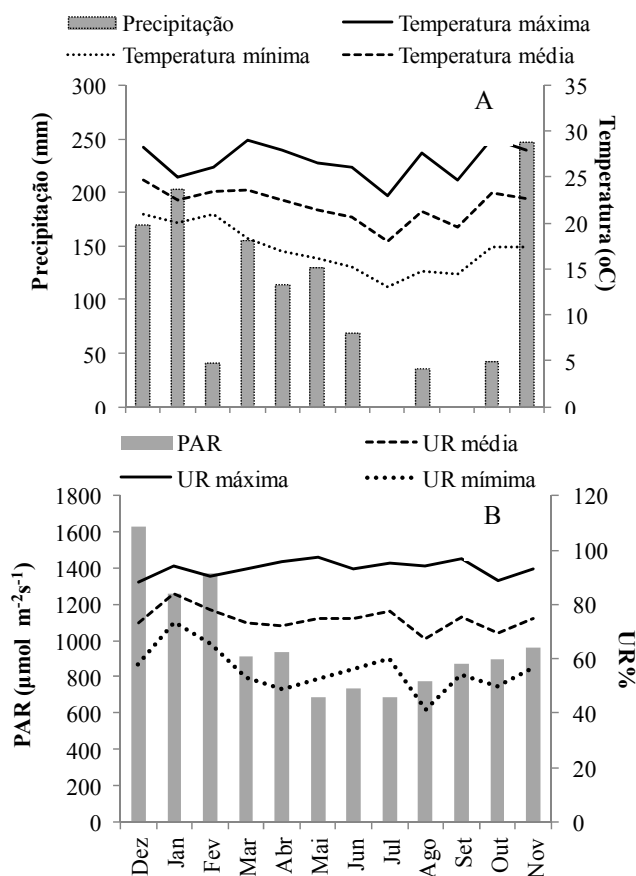 Precipitação Temperatura máxima
Temperatura mínima Temperatura média
A
300 35
250 30
200 25
150 20
100 15
50 10
0 5
0
Precipitação (mm)
Temperatura (oC)
PAR UR média
UR máxima UR mímima
B
1800 120
1600 100
1400 80
1200 60
1000 40
800 20
600 0
400
200
0
PAR (µmol m⁻²s⁻¹)
UR%
Dez Jan Fev Mar Abr Mai Jun Jul Ago Set Out Nov